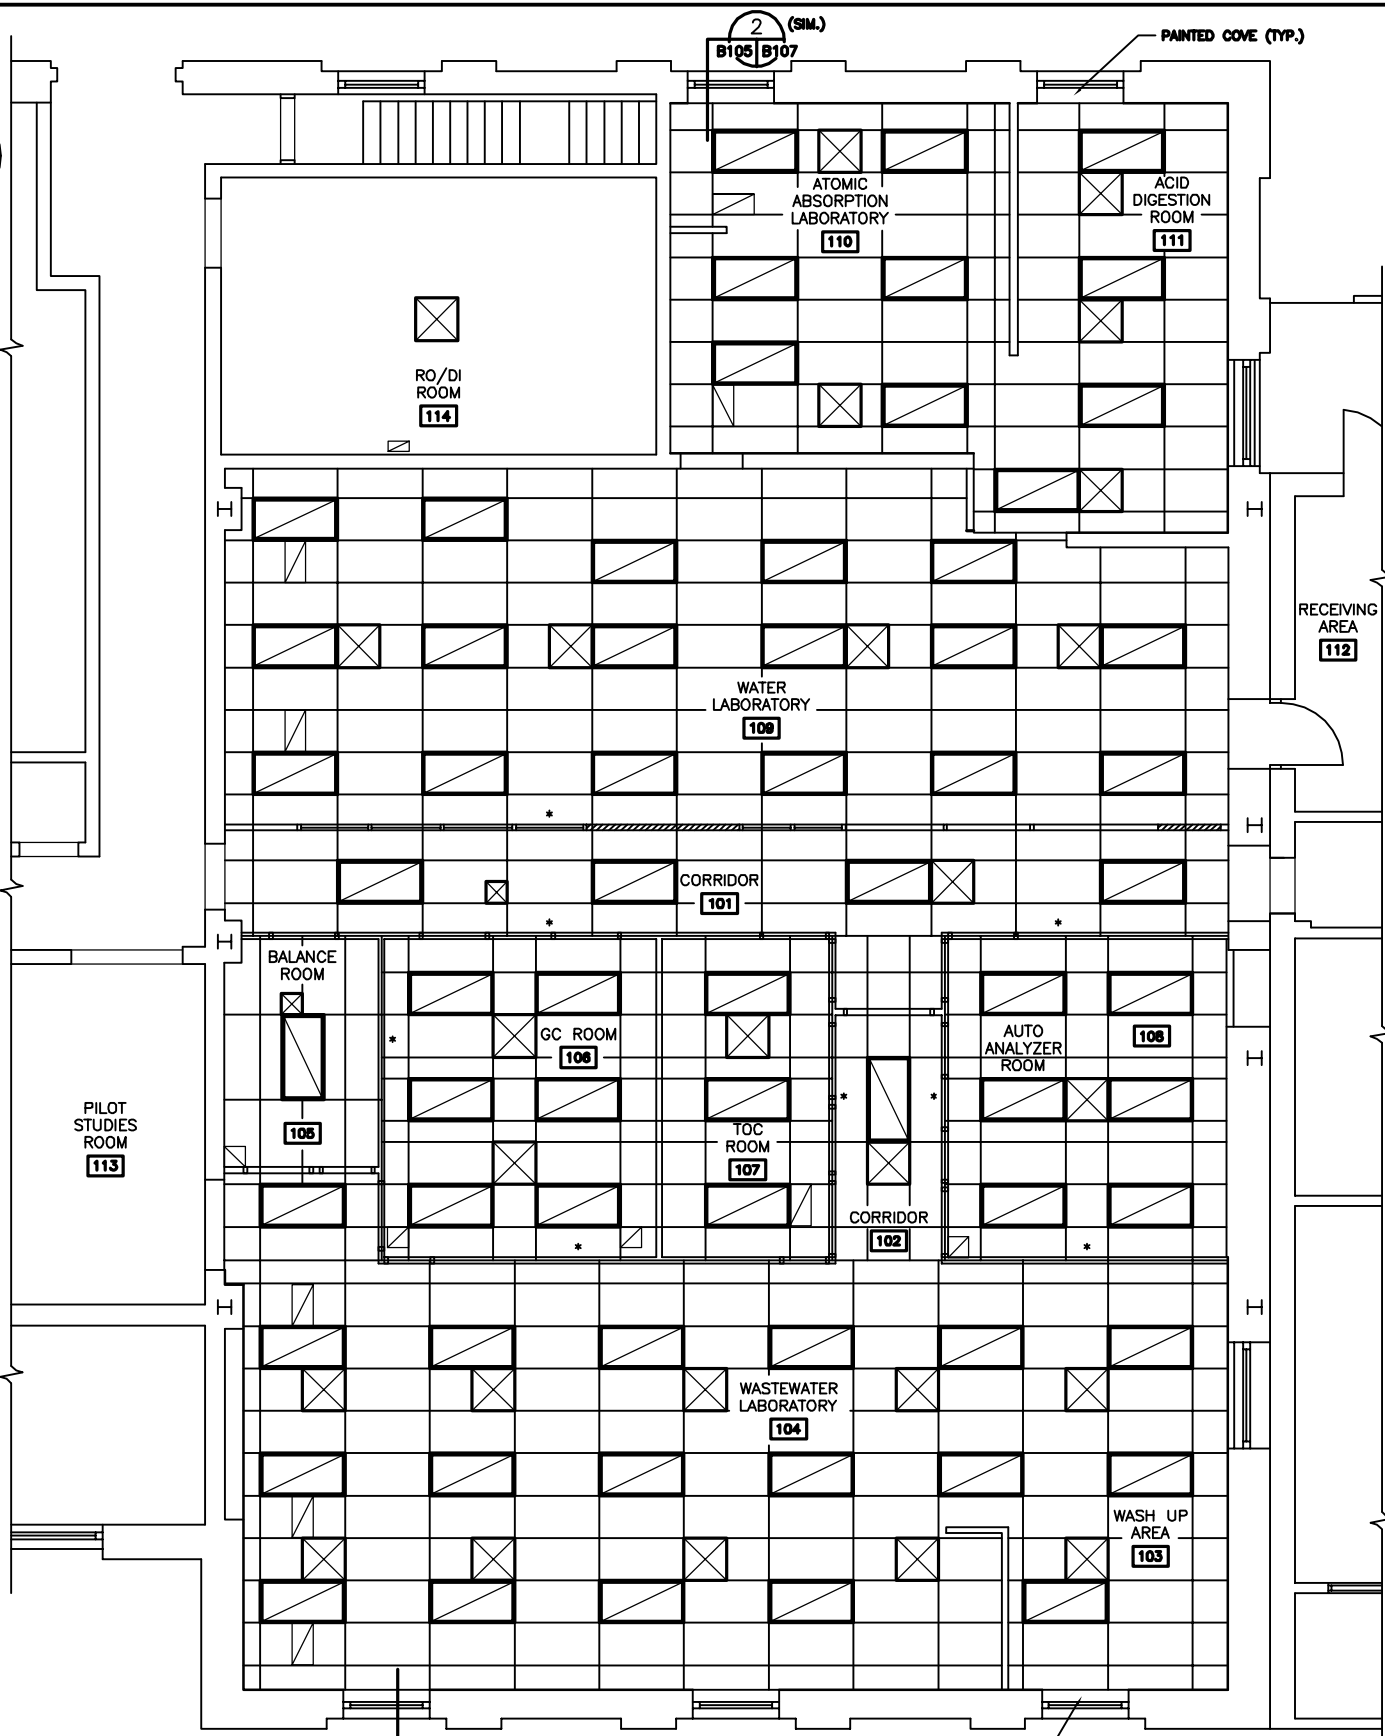 2 (SIM.)
B105 B107
PAINTED COVE (TYP.)
ATOMIC
ABSORPTION
LABORATORY
110
ACID
DIGESTION
ROOM
111
RO/DI
ROOM
114
RECEIVING
AREA
112
WATER
LABORATORY
109
*
CORRIDOR
101
* *
BALANCE
ROOM
105
*
GC ROOM
106
*
TOC
ROOM
107
* *
CORRIDOR
102
AUTO
ANALYZER
ROOM
108
*
PILOT
STUDIES
ROOM
113
WASTEWATER
LABORATORY
104
WASH UP
AREA
103